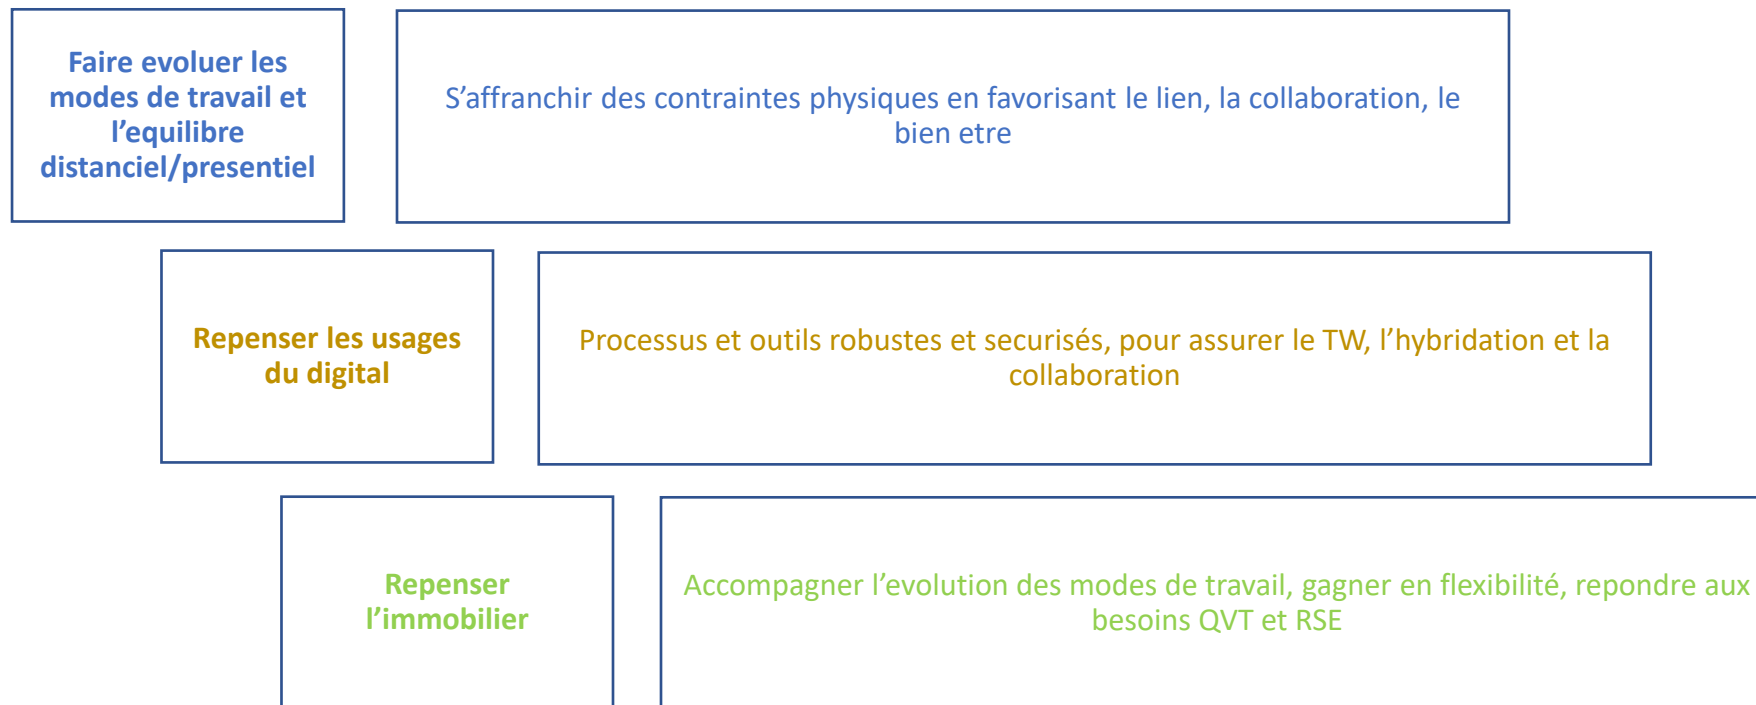 Faire evoluer les
modes de travail et
l’equilibre
distanciel/presentiel
S’affranchir des contraintes physiques en favorisant le lien, la collaboration, le
bien etre
Repenser les usages
du digital
Processus et outils robustes et securisés, pour assurer le TW, l’hybridation et la
collaboration
Repenser
l’immobilier
Accompagner l’evolution des modes de travail, gagner en flexibilité, repondre aux
besoins QVT et RSE